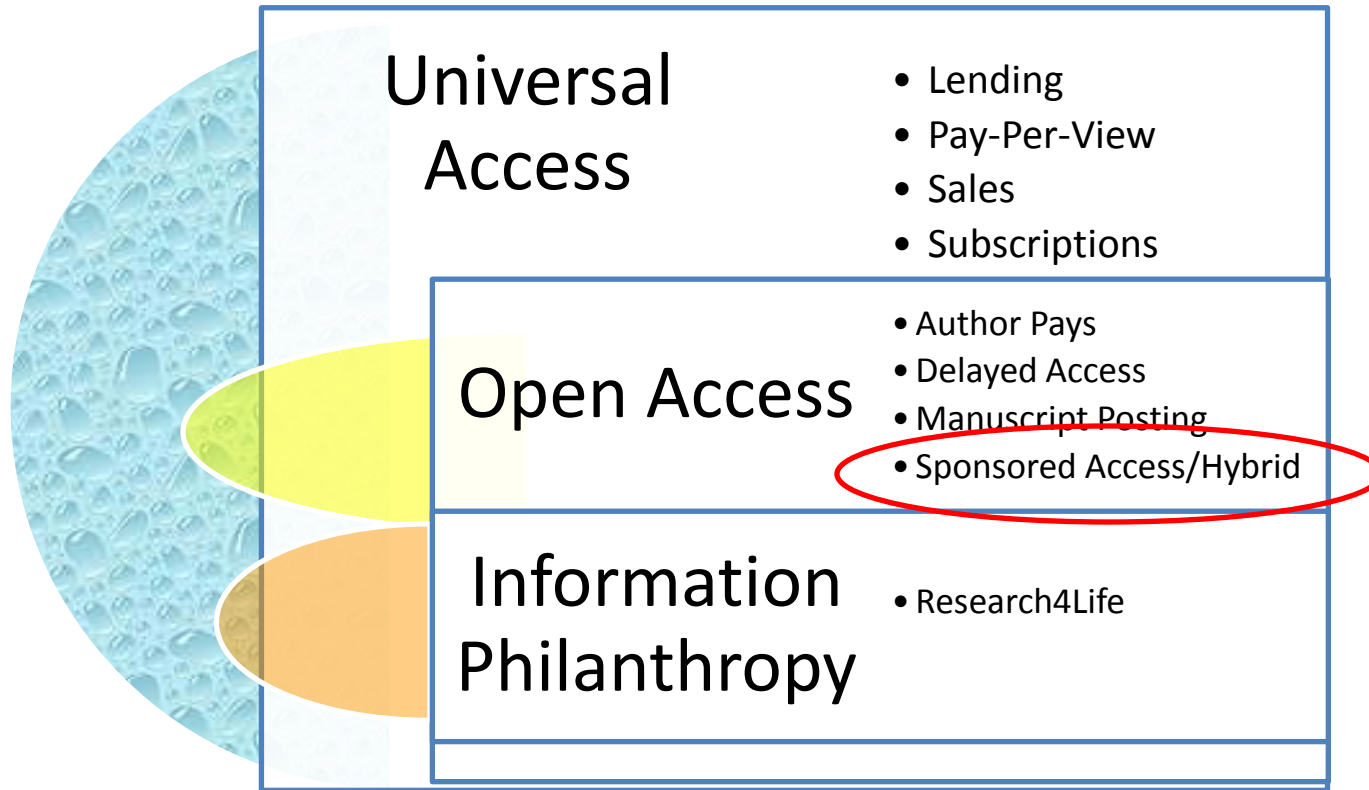 Universal
Access
• Lending
• Pay-Per-View
• Sales
• Subscriptions
Open Access
• Author Pays
• Delayed Access
• Manuscript Posting
• Sponsored Access/Hybrid
Information
Philanthropy
• Research4Life